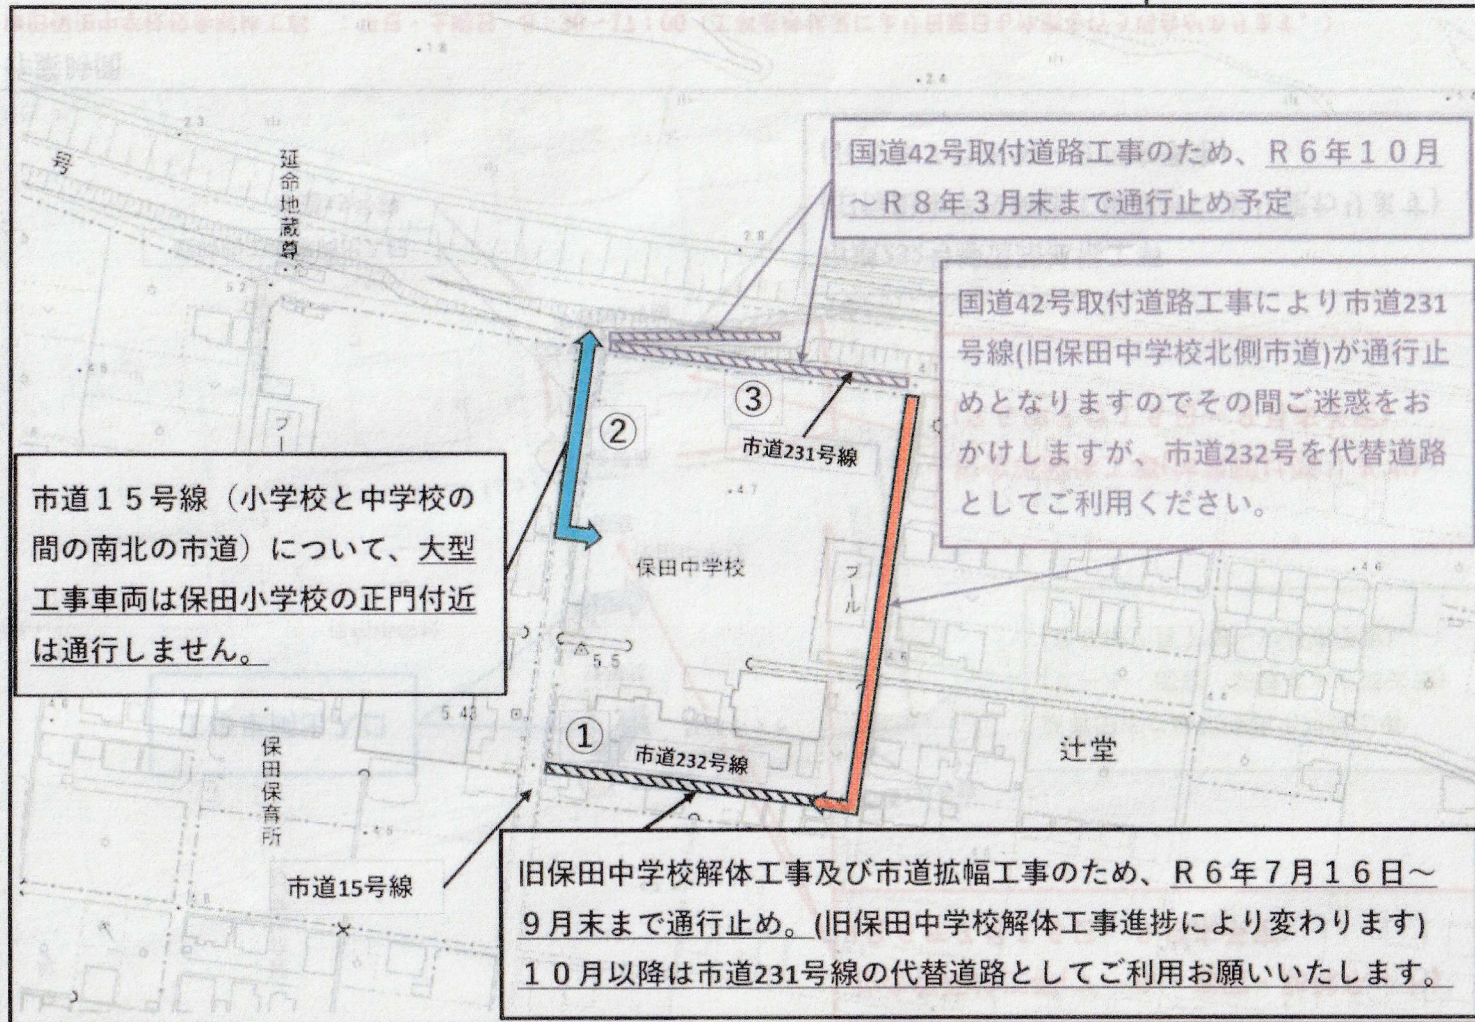 号
延命地蔵尊
国道42号取付道路工事のため、R６年１０月
～R８年３月末まで通行止め予定
国道42号取付道路工事により市道231
号線(旧保田中学校北側市道)が通行止
めとなりますのでその間ご迷惑をお
かけしますが、市道232号を代替道路
としてご利用ください。
③
②
市道231号線
市道１５号線（小学校と中学校の
間の南北の市道）について、大型
工事車両は保田小学校の正門付近
は通行しません。
保田中学校
プール
①
市道232号線
辻堂
保田保育所
市道15号線
旧保田中学校解体工事及び市道拡幅工事のため、R６年７月１６日～
９月末まで通行止め。(旧保田中学校解体工事進捗により変わります)
１０月以降は市道231号線の代替道路としてご利用お願いいたします。